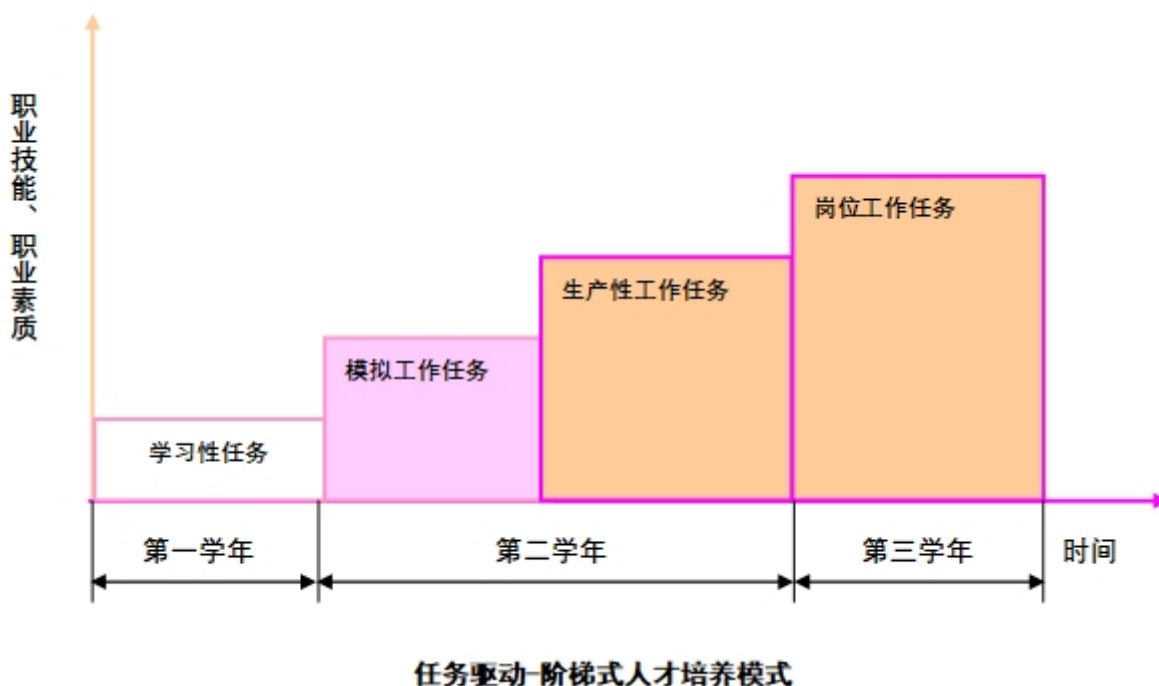 职业技能、职业素质
岗位工作任务
生产性工作任务
模拟工作任务
学习性任务
第一学年
第二学年
第三学年
时间
任务驱动-阶梯式人才培养模式